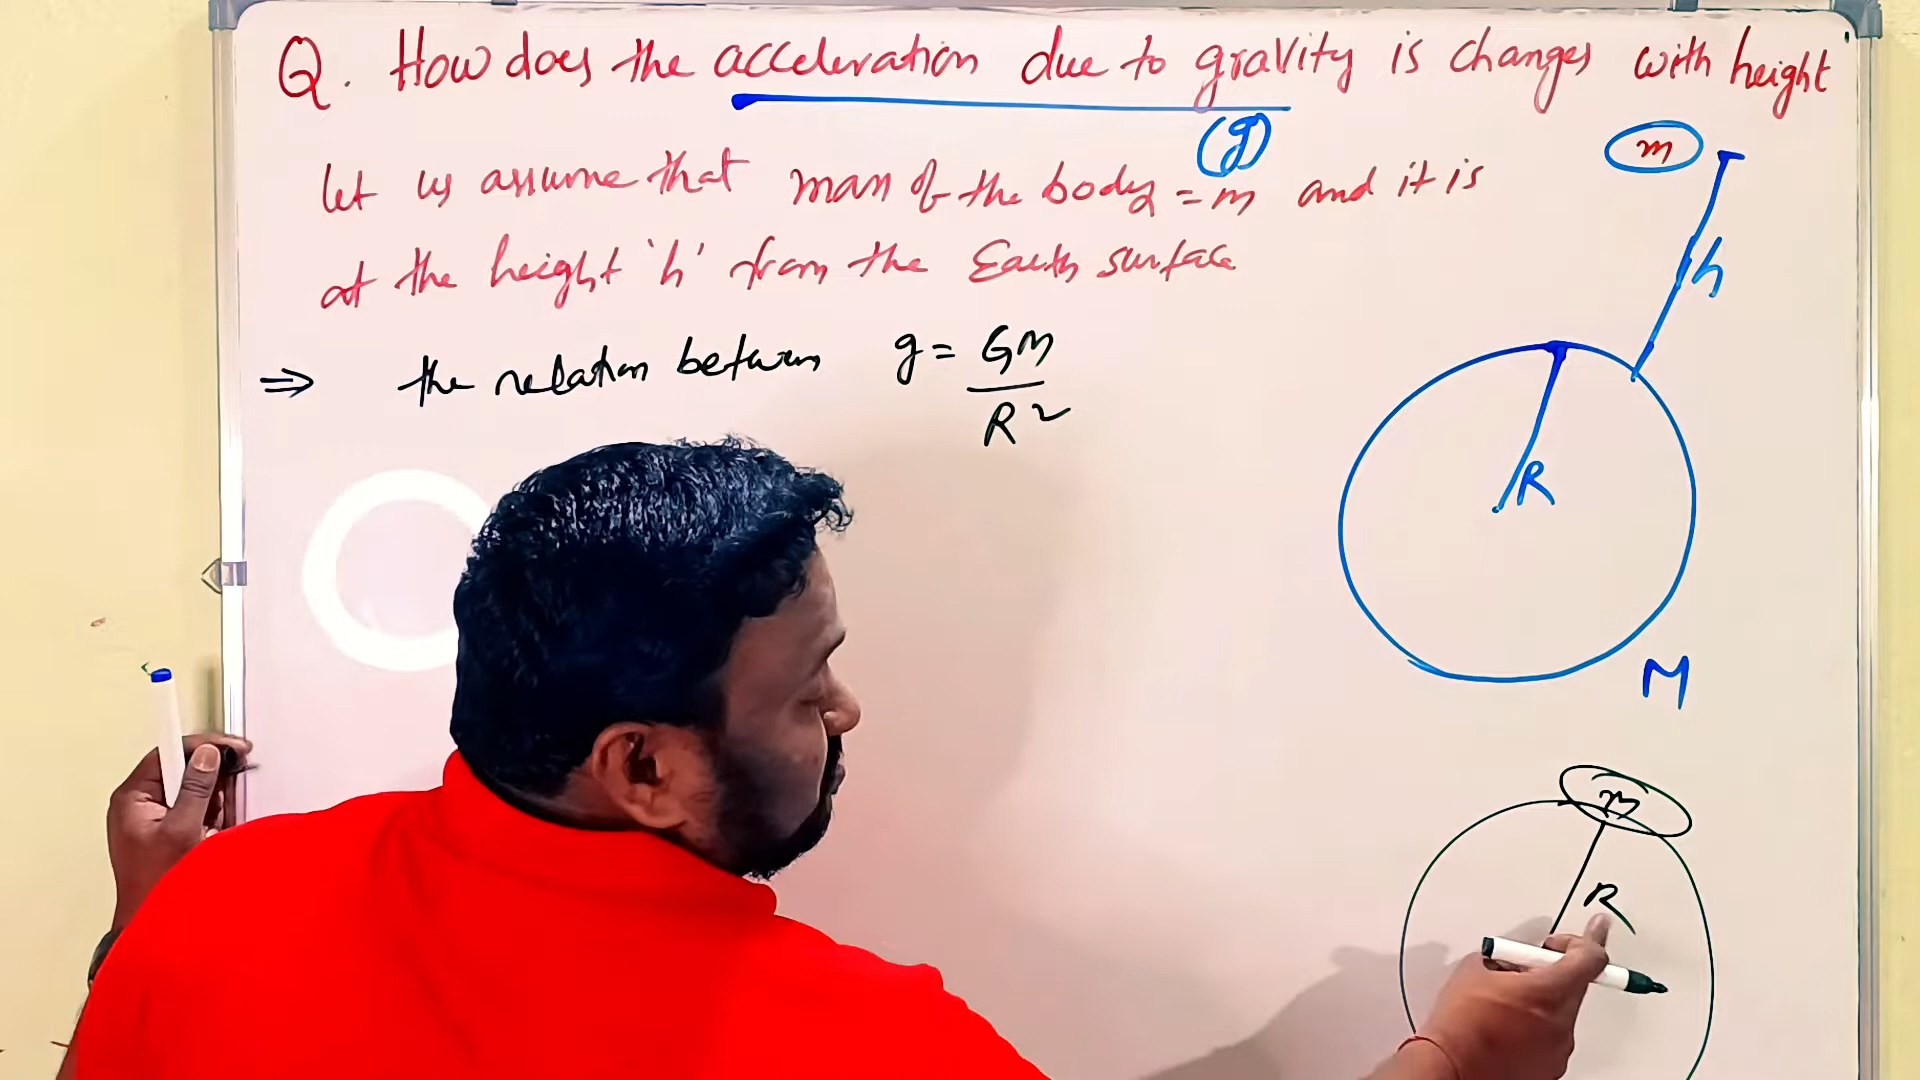 Q. How does the acceleration due to gravity is changes with height
(g)
let us assume that mass of the body = m and it is
at the height 'h' from the Earth surface
⇒ the relation between g = GM
R²
m
h
R
M
m
R